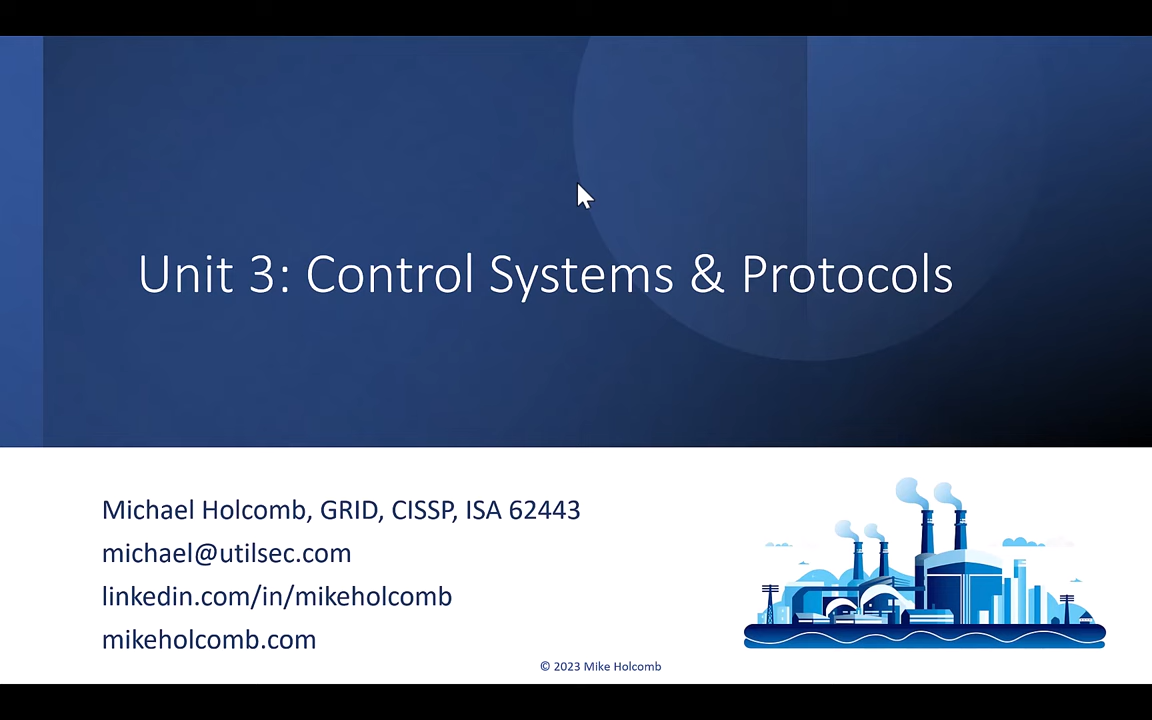 Unit 3: Control Systems & Protocols
Michael Holcomb, GRID, CISSP, ISA 62443
michael@utilsec.com
linkedin.com/in/mikeholcomb
mikeholcomb.com
© 2023 Mike Holcomb